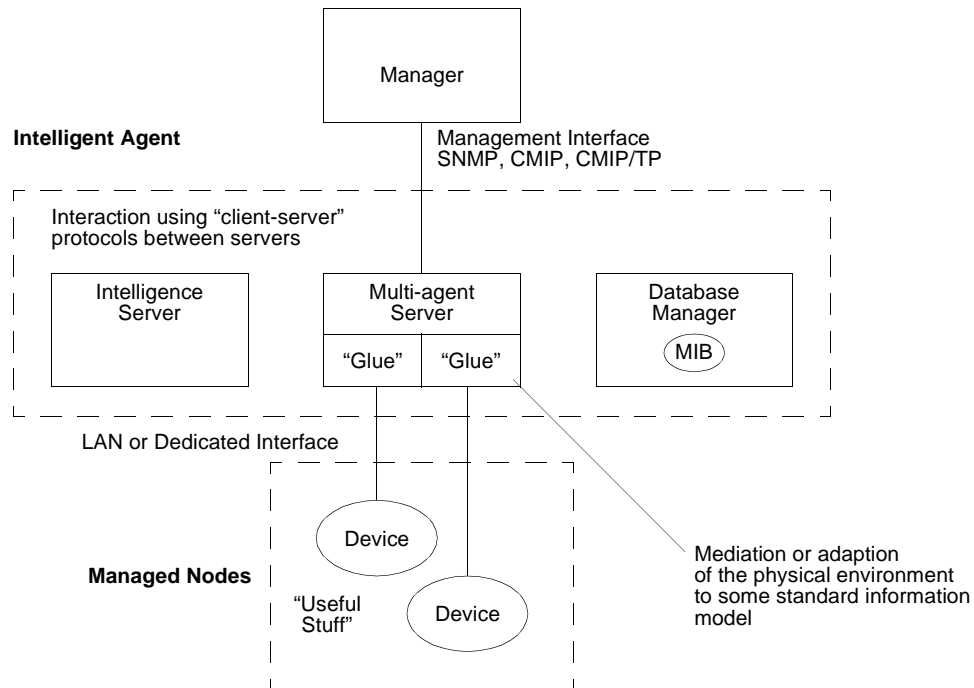 Manager
Intelligent Agent
Management Interface
SNMP, CMIP, CMIP/TP
Interaction using “client-server”
protocols between servers
Intelligence
Server
Multi-agent
Server
“Glue”
“Glue”
Database
Manager
MIB
LAN or Dedicated Interface
Device
Managed Nodes
“Useful
Stuff”
Device
Mediation or adaption
of the physical environment
to some standard information
model